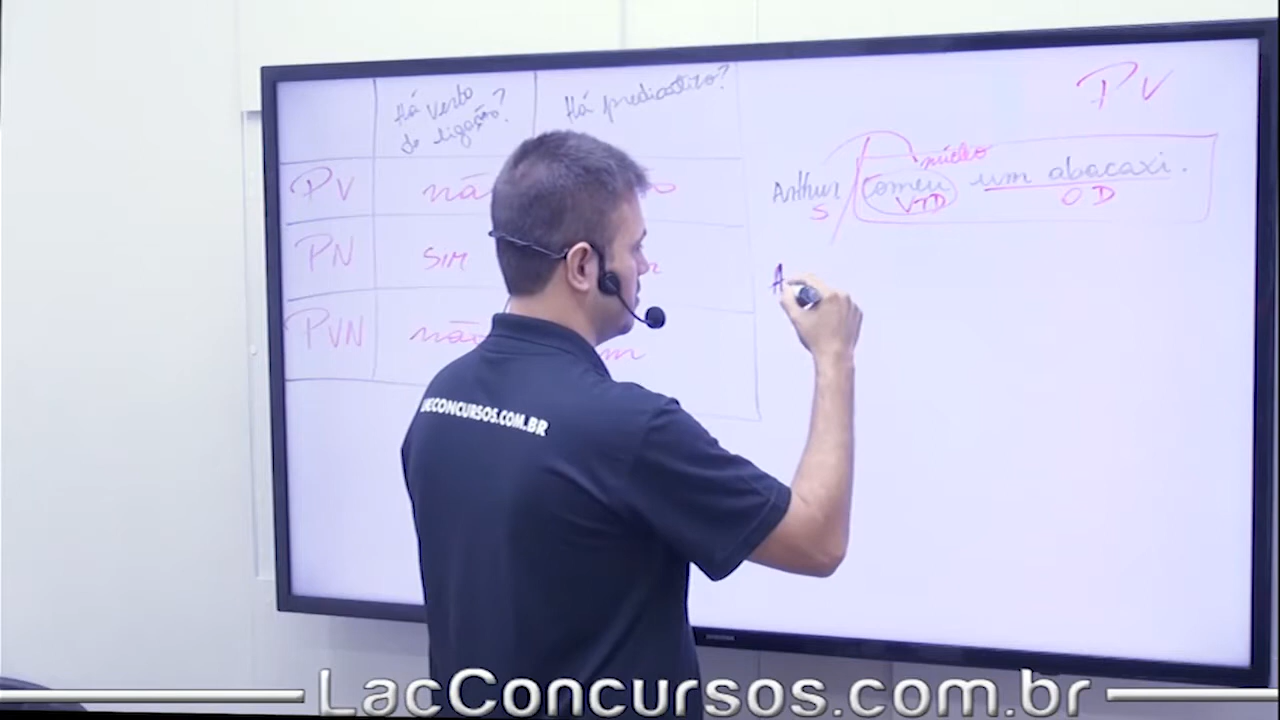 Há verbo
de ligação?
Há predicativo?
PV
não
PN
SIM
PVN
não
PV
núcleo
Arthur comeu um abacaxi.
S VTD OD
A
LACCONCURSOS.COM.BR
LacConcursos.com.br